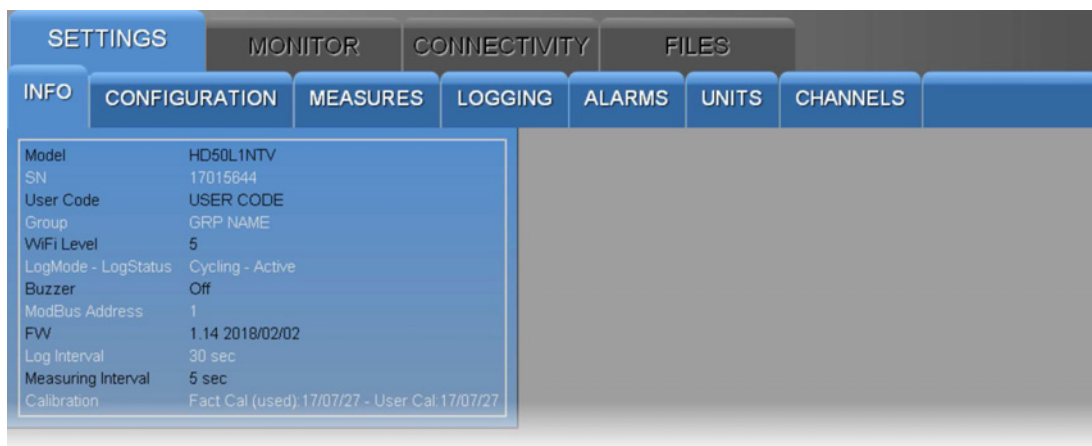 SETTINGS MONITOR CONNECTIVITY FILES
INFO CONFIGURATION MEASURES LOGGING ALARMS UNITS CHANNELS
Model HD50L1NTV
SN 17015644
User Code USER CODE
Group GRP NAME
WiFi Level 5
LogMode - LogStatus Cycling - Active
Buzzer Off
ModBus Address 1
FW 1.14 2018/02/02
Log Interval 30 sec
Measuring Interval 5 sec
Calibration Fact Cal (used):17/07/27 - User Cal:17/07/27